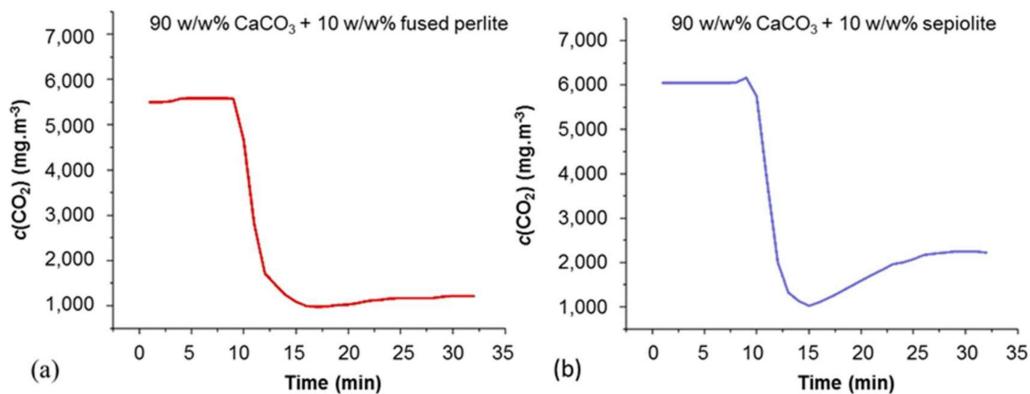 90 w/w% CaCO₃ + 10 w/w% fused perlite
7,000
6,000
5,000
4,000
3,000
2,000
1,000
c(CO₂) (mg.m⁻³)
0 5 10 15 20 25 30 35
Time (min)
(a)
90 w/w% CaCO₃ + 10 w/w% sepiolite
7,000
6,000
5,000
4,000
3,000
2,000
1,000
c(CO₂) (mg.m⁻³)
0 5 10 15 20 25 30 35
Time (min)
(b)